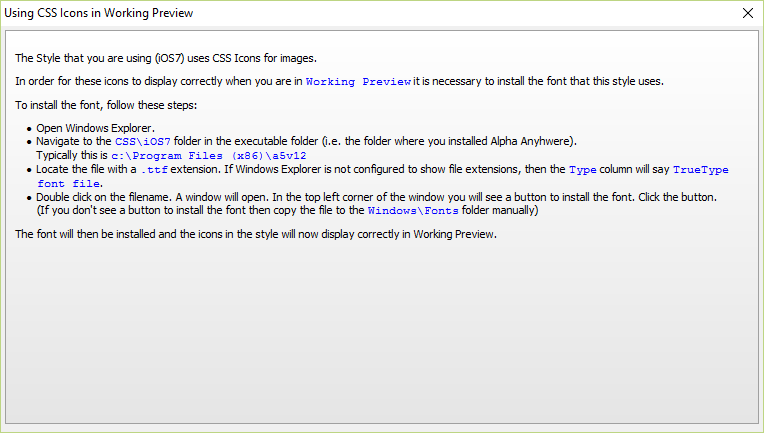 Using CSS Icons in Working Preview
The Style that you are using (iOS7) uses CSS Icons for images.
In order for these icons to display correctly when you are in Working Preview it is necessary to install the font that this style uses.
To install the font, follow these steps:
• Open Windows Explorer.
• Navigate to the CSS\iOS7 folder in the executable folder (i.e. the folder where you installed Alpha Anyhwere).
Typically this is c:\Program Files (x86)\a5v12
• Locate the file with a .ttf extension. If Windows Explorer is not configured to show file extensions, then the Type column will say TrueType
font file.
• Double click on the filename. A window will open. In the top left corner of the window you will see a button to install the font. Click the button.
(If you don't see a button to install the font then copy the file to the Windows\Fonts folder manually)
The font will then be installed and the icons in the style will now display correctly in Working Preview.